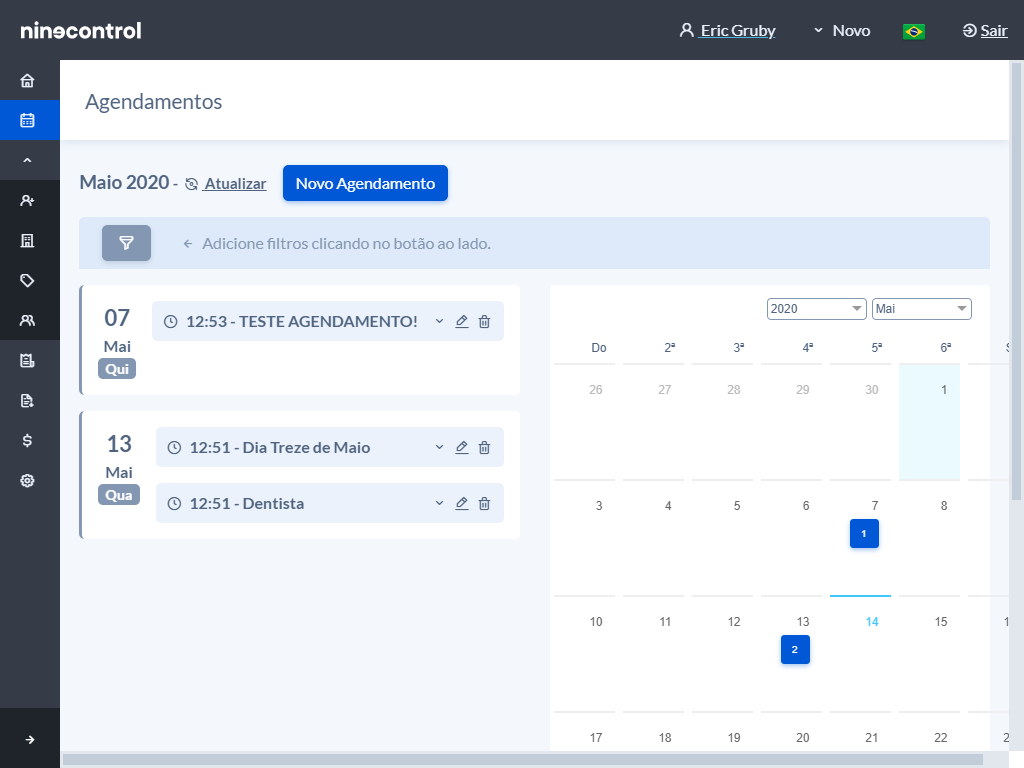 ninecontrol
Eric Gruby
Novo
Sair
Agendamentos
Maio 2020 - Atualizar
Novo Agendamento
Adicione filtros clicando no botão ao lado.
07
Mai
Qui
12:53 - TESTE AGENDAMENTO!
13
Mai
Qua
12:51 - Dia Treze de Maio
12:51 - Dentista
2020 Mai
Do 2ª 3ª 4ª 5ª 6ª
26 27 28 29 30 1
3 4 5 6 7 8
1
10 11 12 13 14 15
2
17 18 19 20 21 22